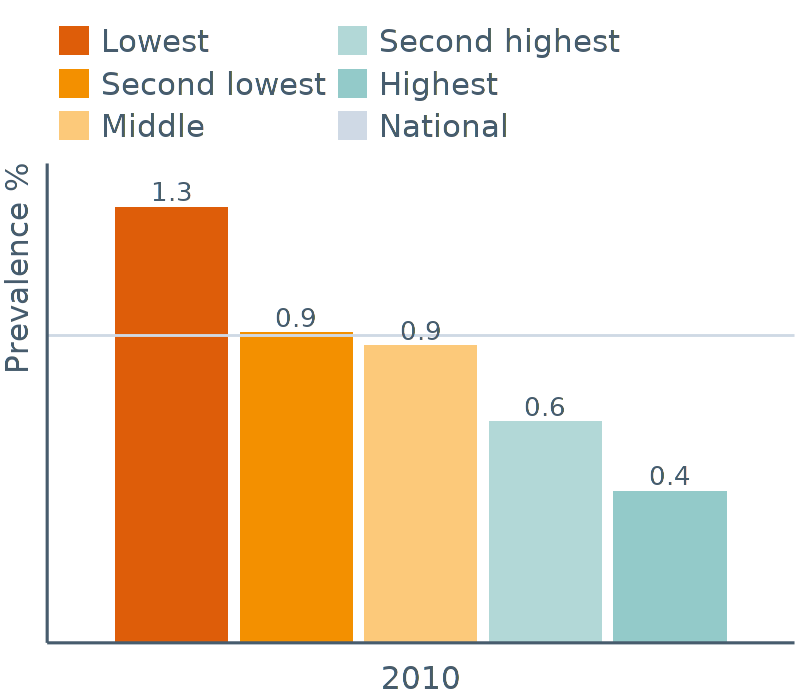 Lowest
Second lowest
Middle
Second highest
Highest
National
Prevalence %
1.3
0.9
0.9
0.6
0.4
2010